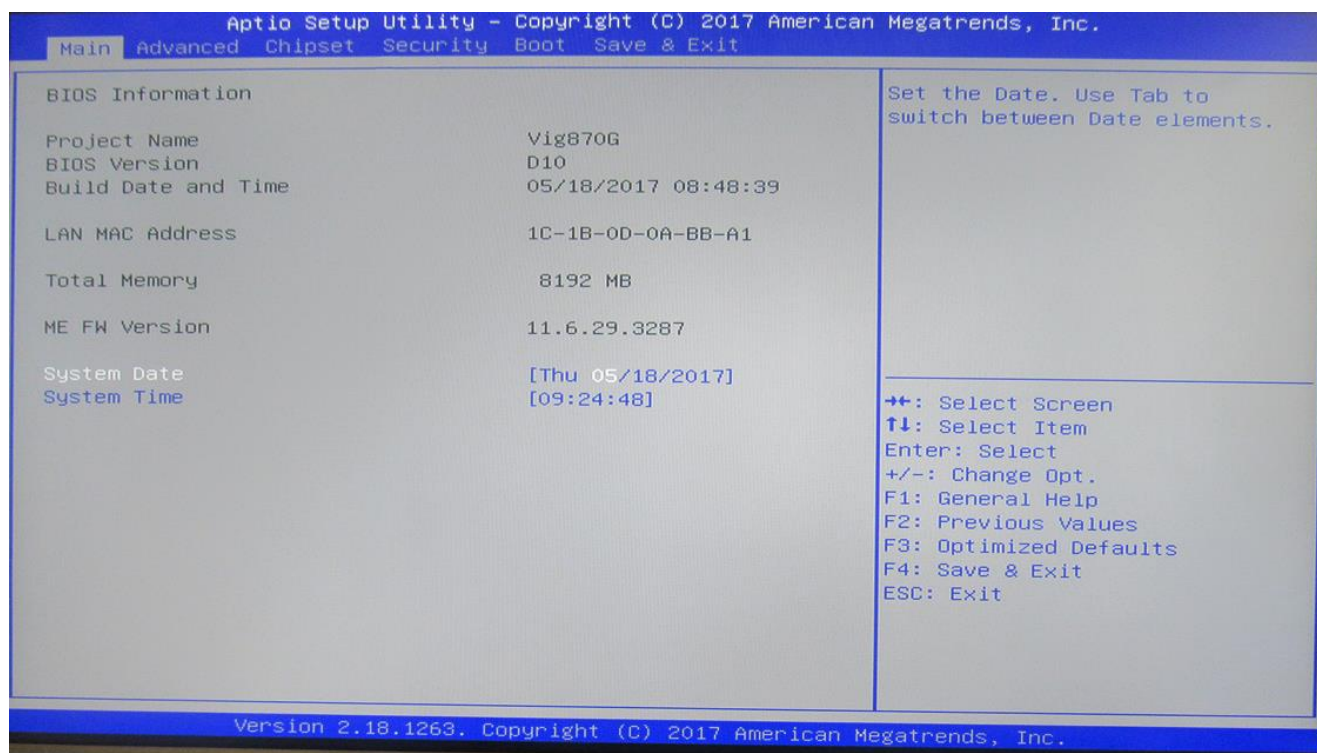 Aptio Setup Utility – Copyright (C) 2017 American Megatrends, Inc.
Main Advanced Chipset Security Boot Save & Exit
BIOS Information
Project Name Vig870G
BIOS Version D10
Build Date and Time 05/18/2017 08:48:39
LAN MAC Address 1C-1B-0D-0A-BB-A1
Total Memory 8192 MB
ME FW Version 11.6.29.3287
System Date [Thu 05/18/2017]
System Time [09:24:48]
Set the Date. Use Tab to
switch between Date elements.
→←: Select Screen
↑↓: Select Item
Enter: Select
+/-: Change Opt.
F1: General Help
F2: Previous Values
F3: Optimized Defaults
F4: Save & Exit
ESC: Exit
Version 2.18.1263. Copyright (C) 2017 American Megatrends, Inc.